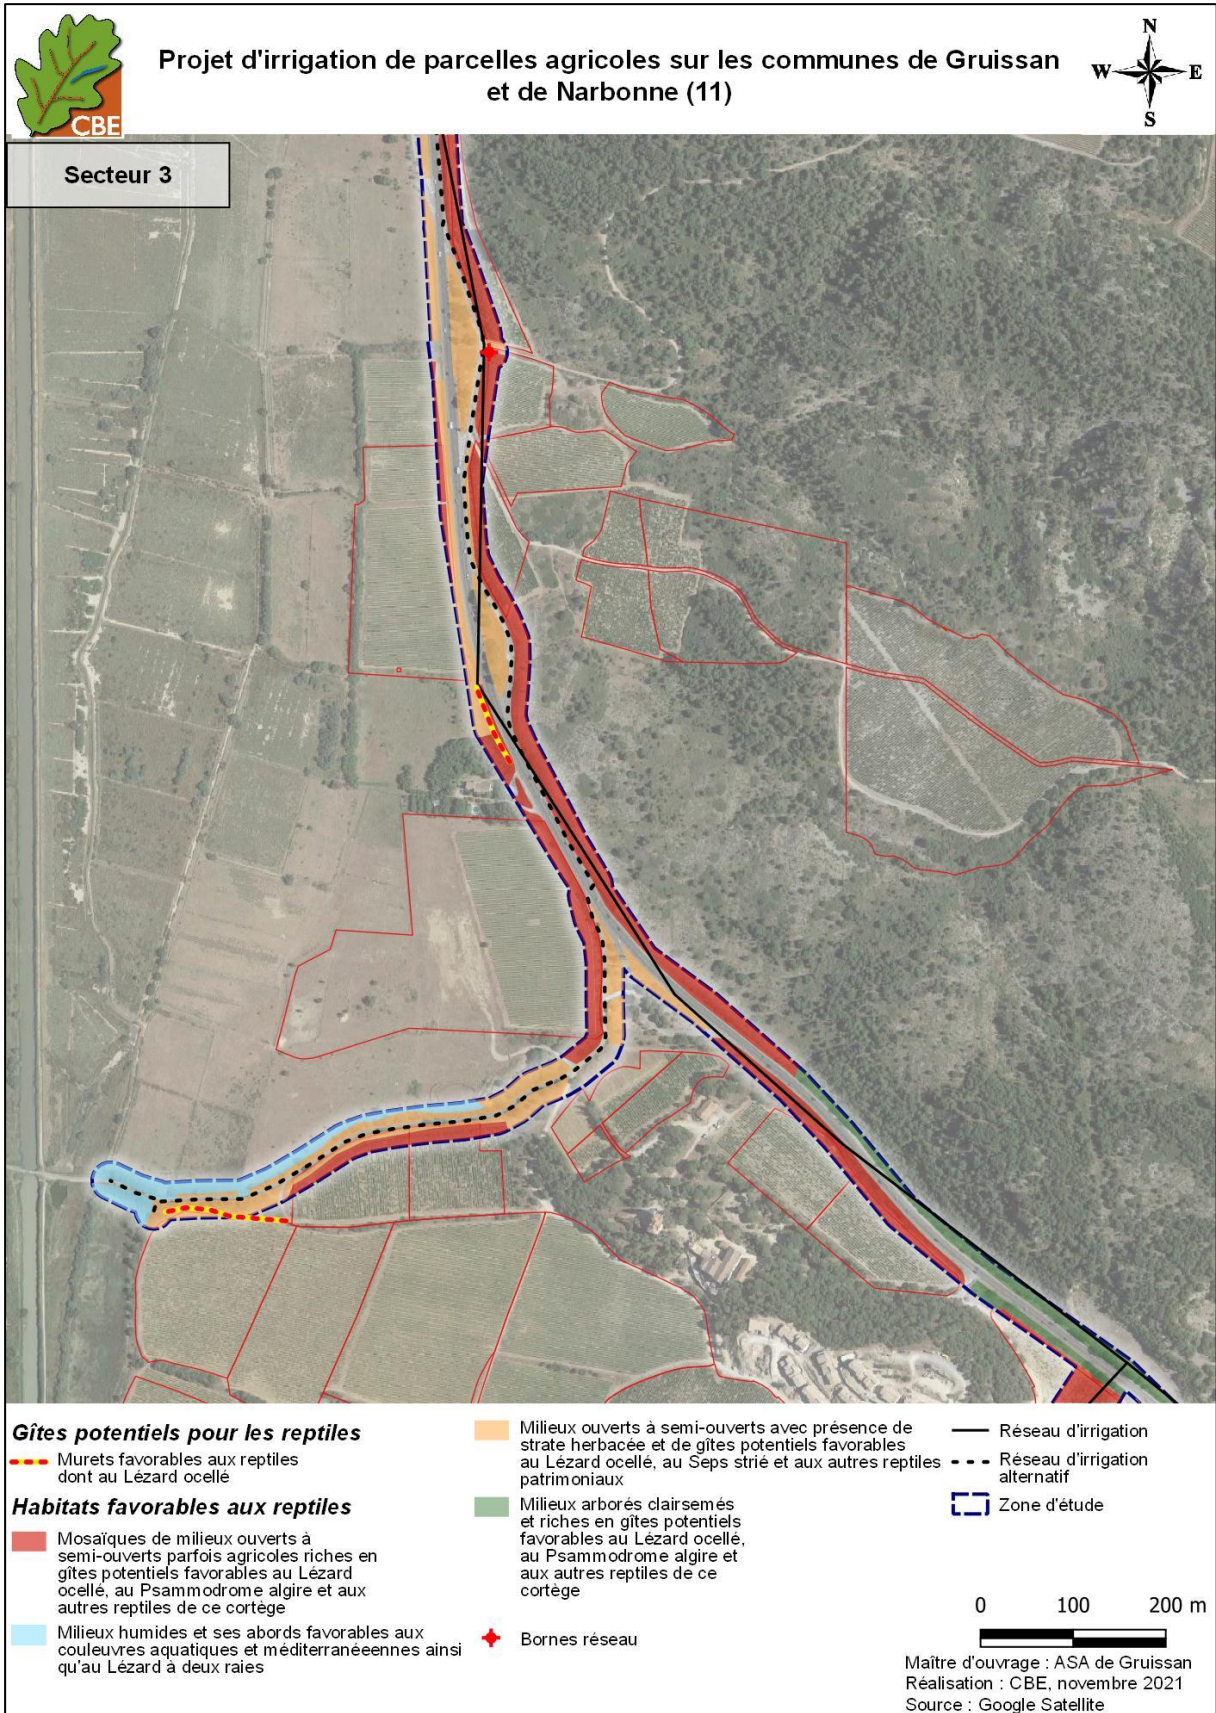 Projet d'irrigation de parcelles agricoles sur les communes de Gruissan
et de Narbonne (11)
CBE
N
W
E
S
Secteur 3
Gîtes potentiels pour les reptiles
Murets favorables aux reptiles
dont au Lézard ocellé
Habitats favorables aux reptiles
Mosaïques de milieux ouverts à
semi-ouverts parfois agricoles riches en
gîtes potentiels favorables au Lézard
ocellé, au Psammodrome algire et aux
autres reptiles de ce cortège
Milieux humides et ses abords favorables aux
couleuvres aquatiques et méditerranéeennes ainsi
qu'au Lézard à deux raies
Milieux ouverts à semi-ouverts avec présence de
strate herbacée et de gîtes potentiels favorables
au Lézard ocellé, au Seps strié et aux autres reptiles
patrimoniaux
Milieux arborés clairsemés
et riches en gîtes potentiels
favorables au Lézard ocellé,
au Psammodrome algire et
aux autres reptiles de ce
cortège
Bornes réseau
Réseau d'irrigation
Réseau d'irrigation
alternatif
Zone d'étude
0 100 200 m
Maître d'ouvrage : ASA de Gruissan
Réalisation : CBE, novembre 2021
Source : Google Satellite